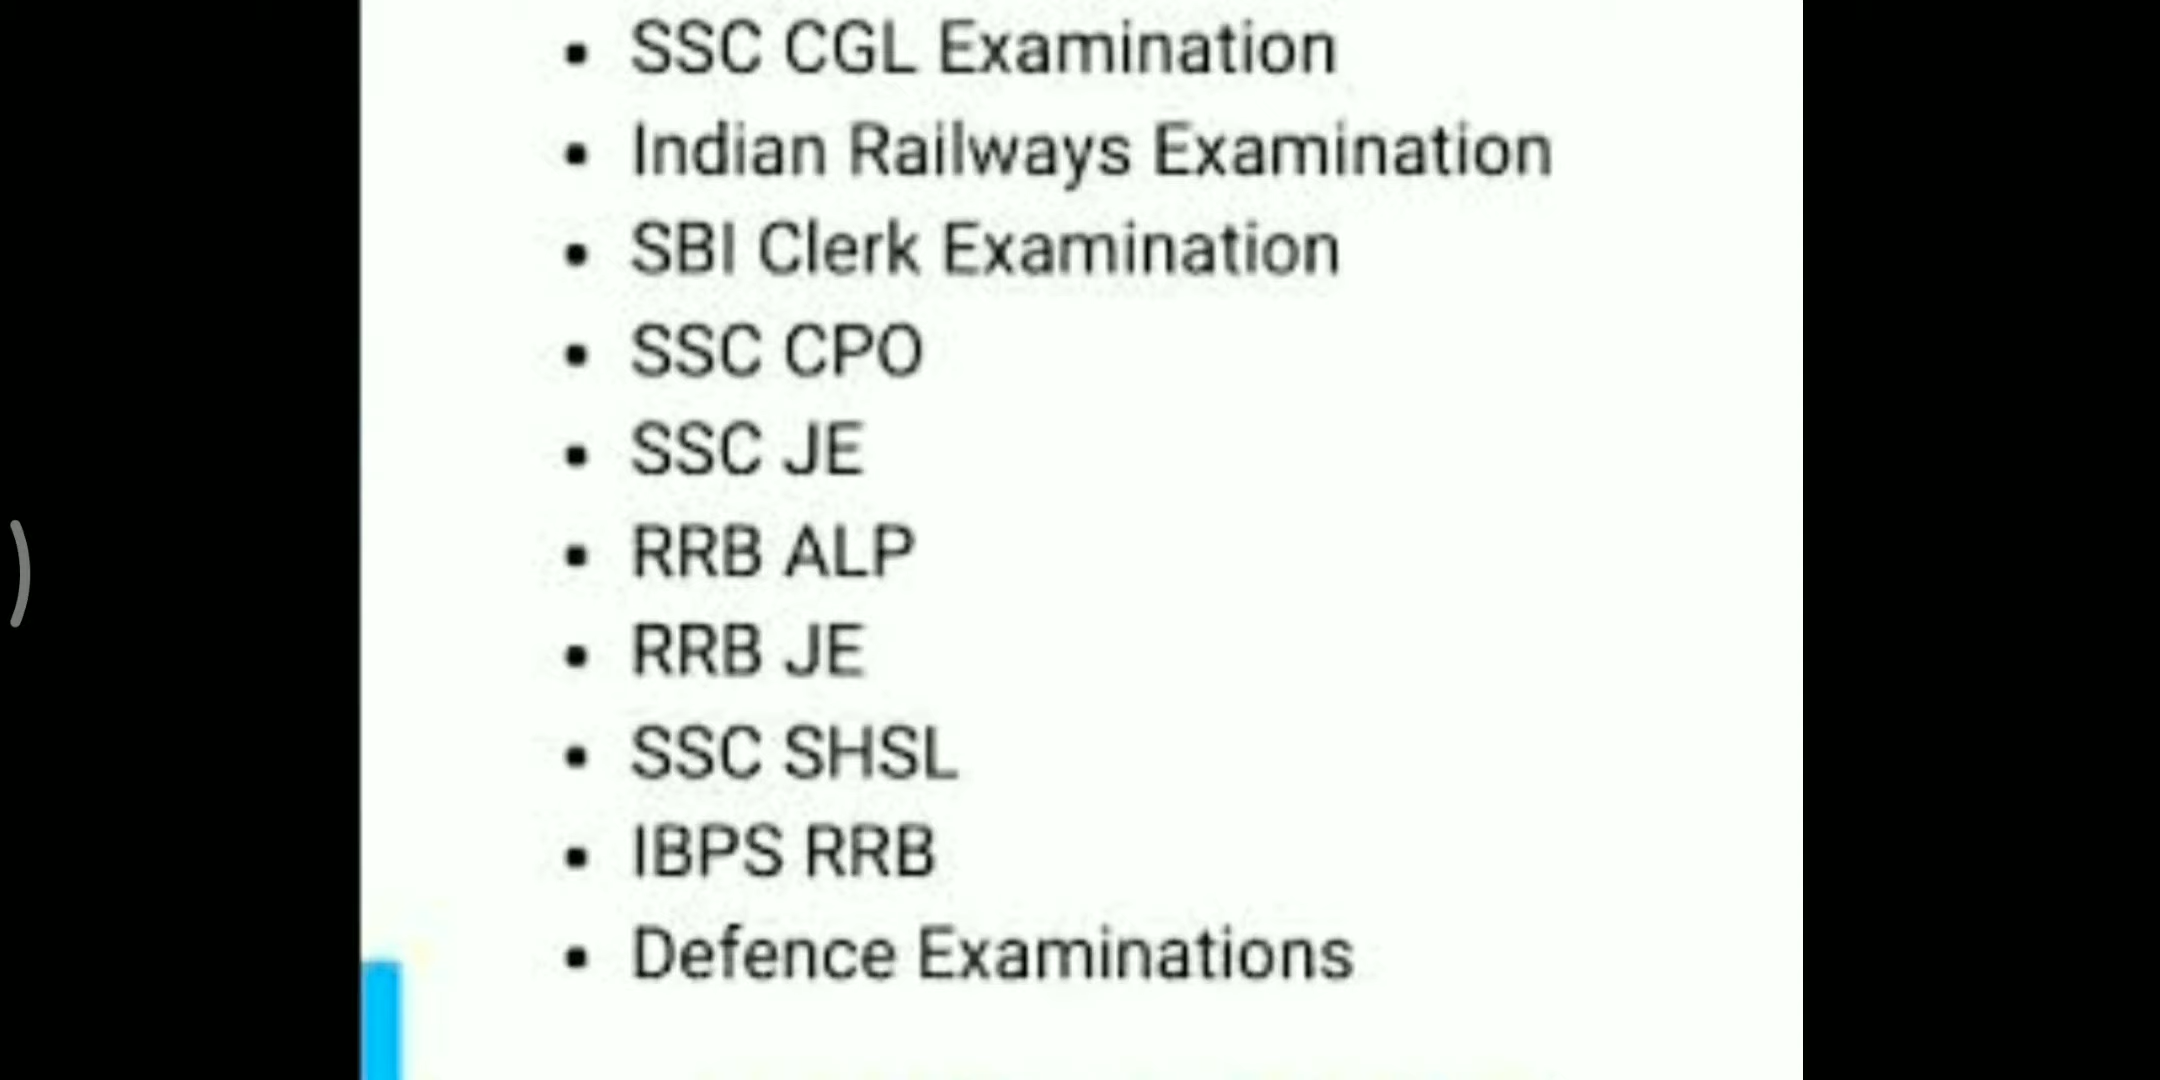 • SSC CGL Examination
• Indian Railways Examination
• SBI Clerk Examination
• SSC CPO
• SSC JE
• RRB ALP
• RRB JE
• SSC SHSL
• IBPS RRB
• Defence Examinations